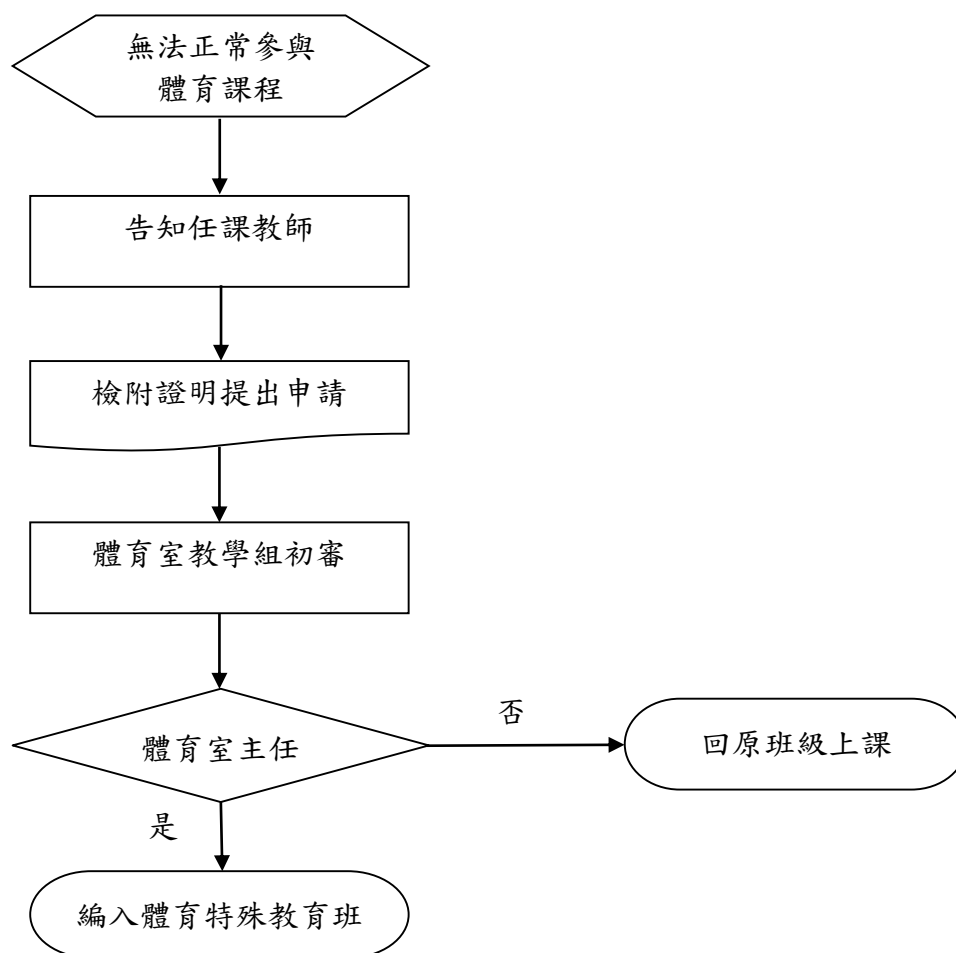 無法正常參與
體育課程
告知任課教師
檢附證明提出申請
體育室教學組初審
體育室主任
否
回原班級上課
是
編入體育特殊教育班